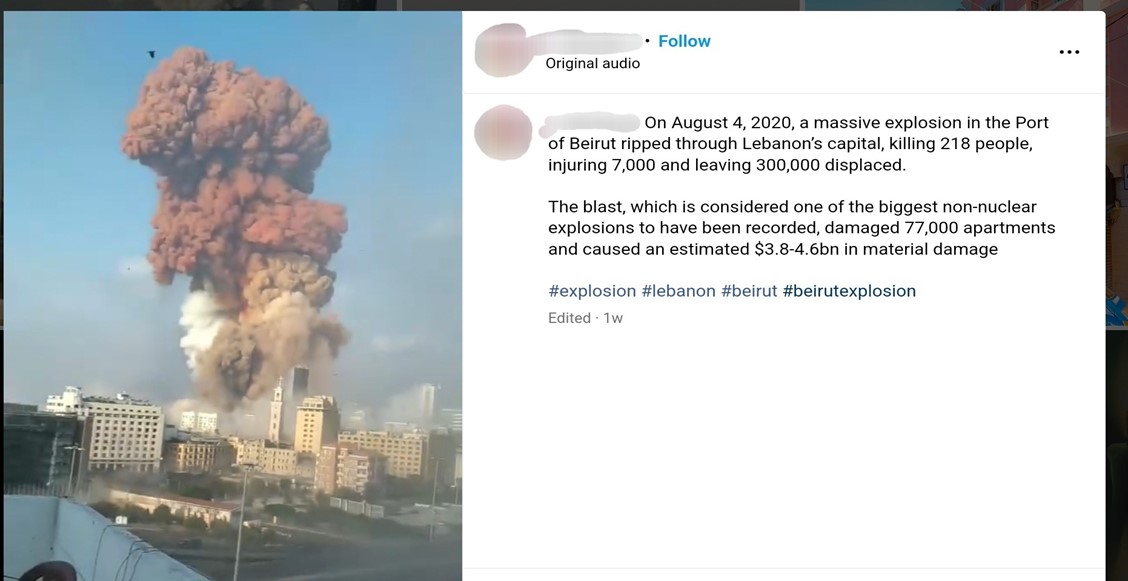 · Follow
Original audio
On August 4, 2020, a massive explosion in the Port
of Beirut ripped through Lebanon’s capital, killing 218 people,
injuring 7,000 and leaving 300,000 displaced.
The blast, which is considered one of the biggest non-nuclear
explosions to have been recorded, damaged 77,000 apartments
and caused an estimated $3.8-4.6bn in material damage
#explosion #lebanon #beirut #beirutexplosion
Edited · 1w